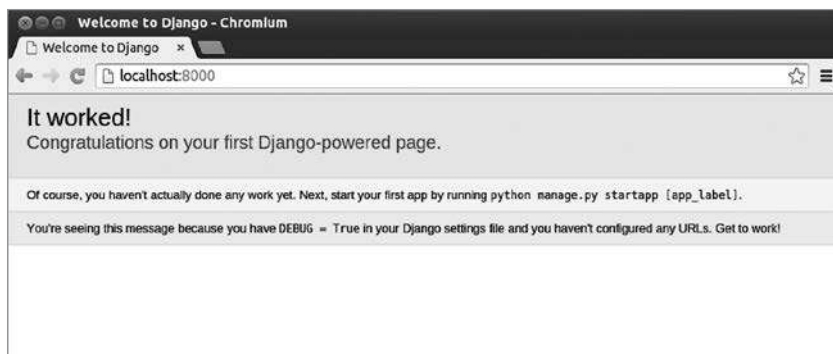 Welcome to Django - Chromium
Welcome to Django ×
localhost:8000
It worked!
Congratulations on your first Django-powered page.
Of course, you haven't actually done any work yet. Next, start your first app by running python manage.py startapp [app_label].
You're seeing this message because you have DEBUG = True in your Django settings file and you haven't configured any URLs. Get to work!